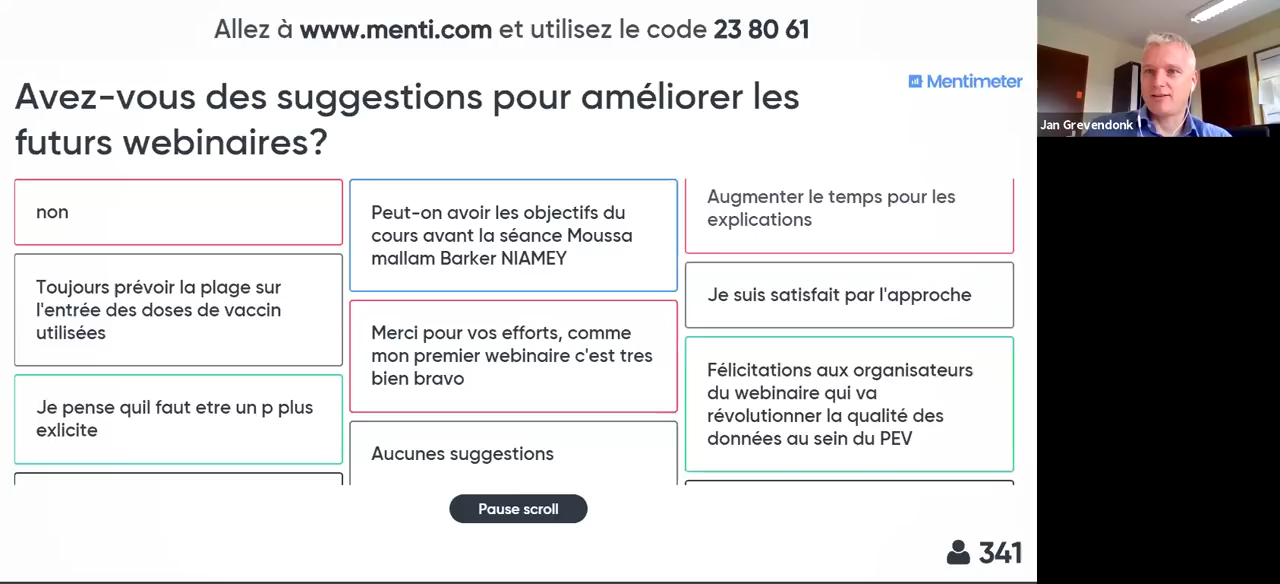 Allez à www.menti.com et utilisez le code 23 80 61
Mentimeter
Avez-vous des suggestions pour améliorer les
futurs webinaires?
non
Toujours prévoir la plage sur
l'entrée des doses de vaccin
utilisées
Je pense quil faut etre un p plus
exlicite
Peut-on avoir les objectifs du
cours avant la séance Moussa
mallam Barker NIAMEY
Merci pour vos efforts, comme
mon premier webinaire c'est tres
bien bravo
Aucunes suggestions
Augmenter le temps pour les
explications
Je suis satisfait par l'approche
Félicitations aux organisateurs
du webinaire qui va
révolutionner la qualité des
données au sein du PEV
Pause scroll
341
Jan Grevendonk